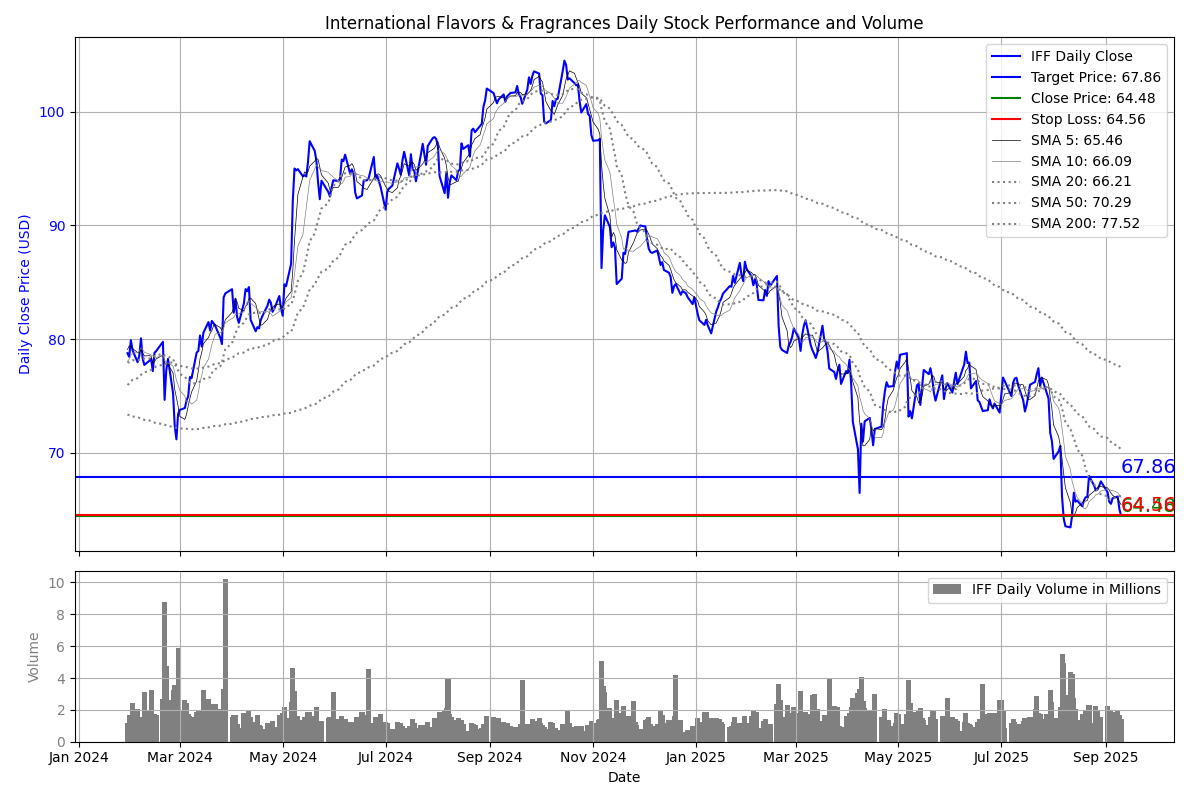 International Flavors & Fragrances Daily Stock Performance and Volume
Daily Close Price (USD)
100
90
80
70
IFF Daily Close
Target Price: 67.86
Close Price: 64.48
Stop Loss: 64.56
SMA 5: 65.46
SMA 10: 66.09
SMA 20: 66.21
SMA 50: 70.29
SMA 200: 77.52
67.86
64.48
64.56
Volume
10
8
6
4
2
0
IFF Daily Volume in Millions
Jan 2024
Mar 2024
May 2024
Jul 2024
Sep 2024
Nov 2024
Jan 2025
Mar 2025
May 2025
Jul 2025
Sep 2025
Date